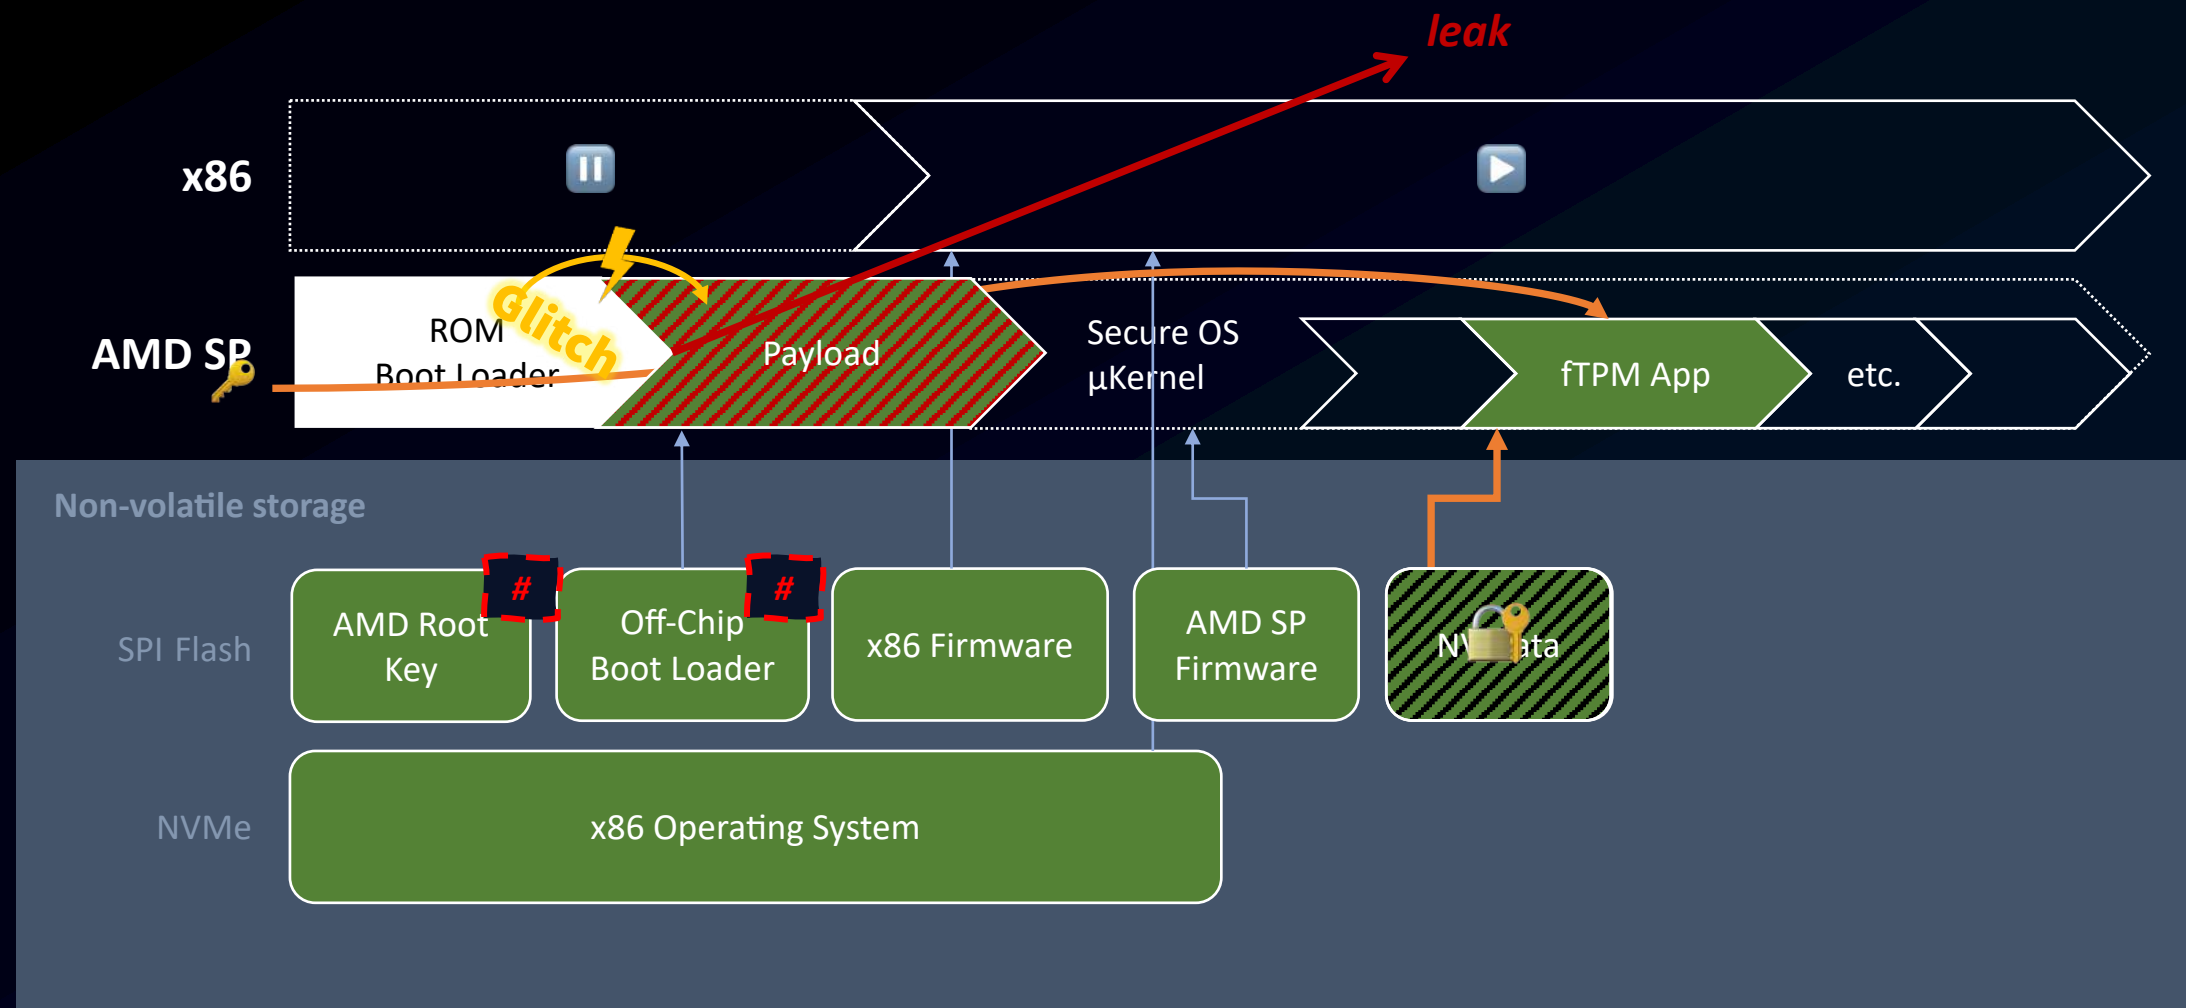 leak
x86
AMD SP
ROM
Boot Loader
Glitch
Payload
Secure OS
µKernel
fTPM App
etc.
Non-volatile storage
SPI Flash
AMD Root
Key
#
Off-Chip
Boot Loader
#
x86 Firmware
AMD SP
Firmware
NVMe
x86 Operating System